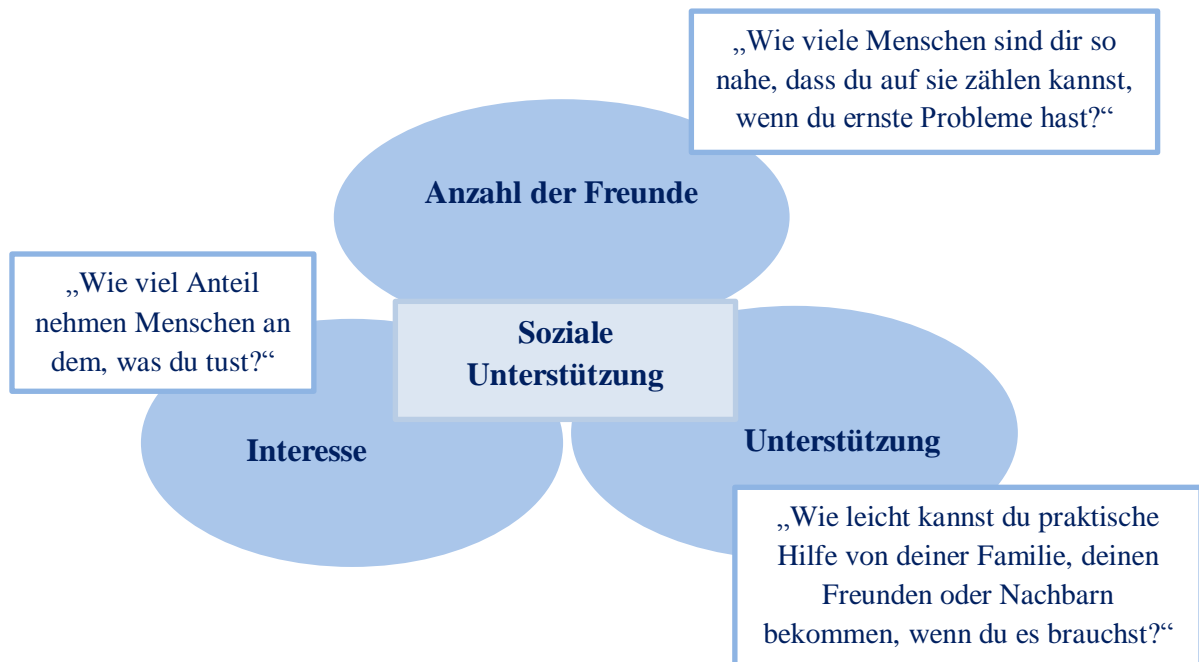 „Wie viele Menschen sind dir so
nahe, dass du auf sie zählen kannst,
wenn du ernste Probleme hast?“
Anzahl der Freunde
„Wie viel Anteil
nehmen Menschen an
dem, was du tust?“
Soziale
Unterstützung
Interesse
Unterstützung
„Wie leicht kannst du praktische
Hilfe von deiner Familie, deinen
Freunden oder Nachbarn
bekommen, wenn du es brauchst?“